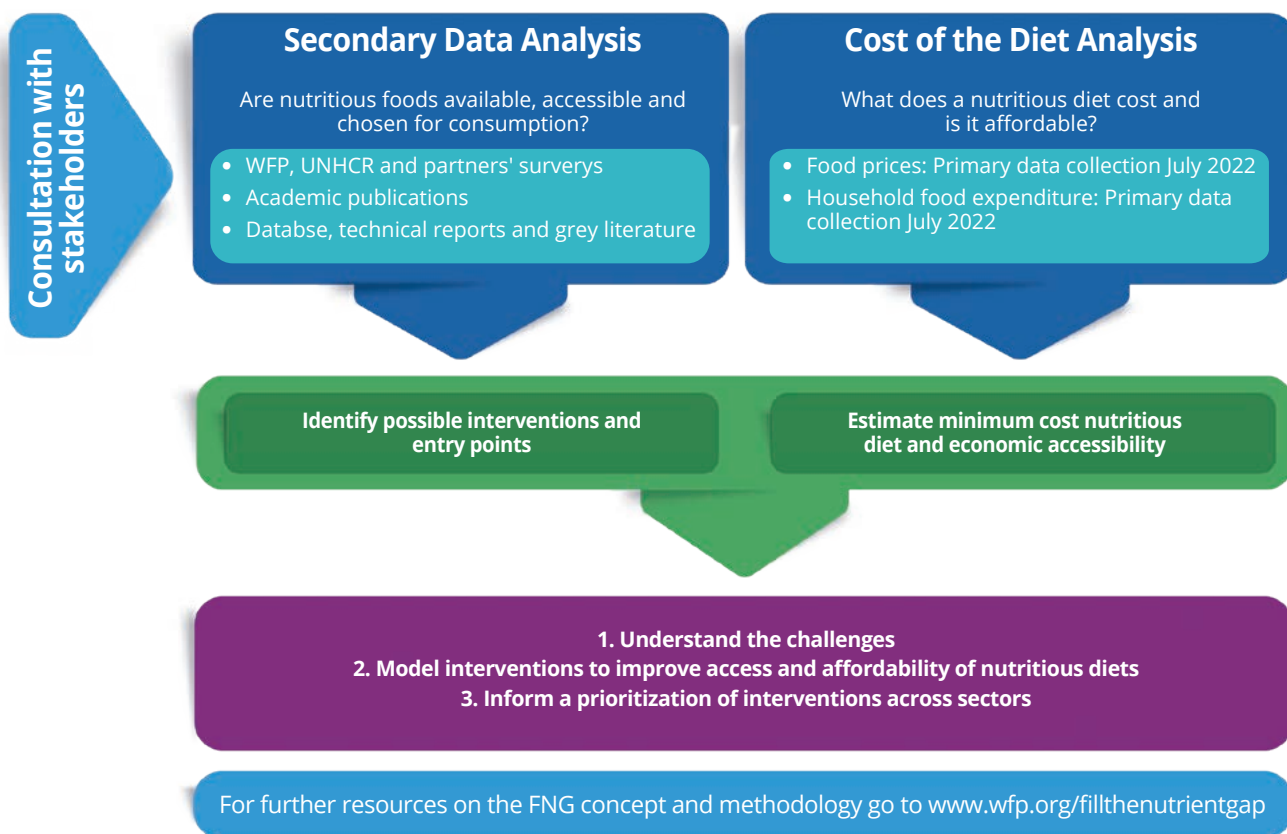 Consultation with
stakeholders
Secondary Data Analysis
Are nutritious foods available, accessible and
chosen for consumption?
• WFP, UNHCR and partners' surverys
• Academic publications
• Databse, technical reports and grey literature
Cost of the Diet Analysis
What does a nutritious diet cost and
is it affordable?
• Food prices: Primary data collection July 2022
• Household food expenditure: Primary data
collection July 2022
Identify possible interventions and
entry points
Estimate minimum cost nutritious
diet and economic accessibility
1. Understand the challenges
2. Model interventions to improve access and affordability of nutritious diets
3. Inform a prioritization of interventions across sectors
For further resources on the FNG concept and methodology go to www.wfp.org/fillthenutrientgap